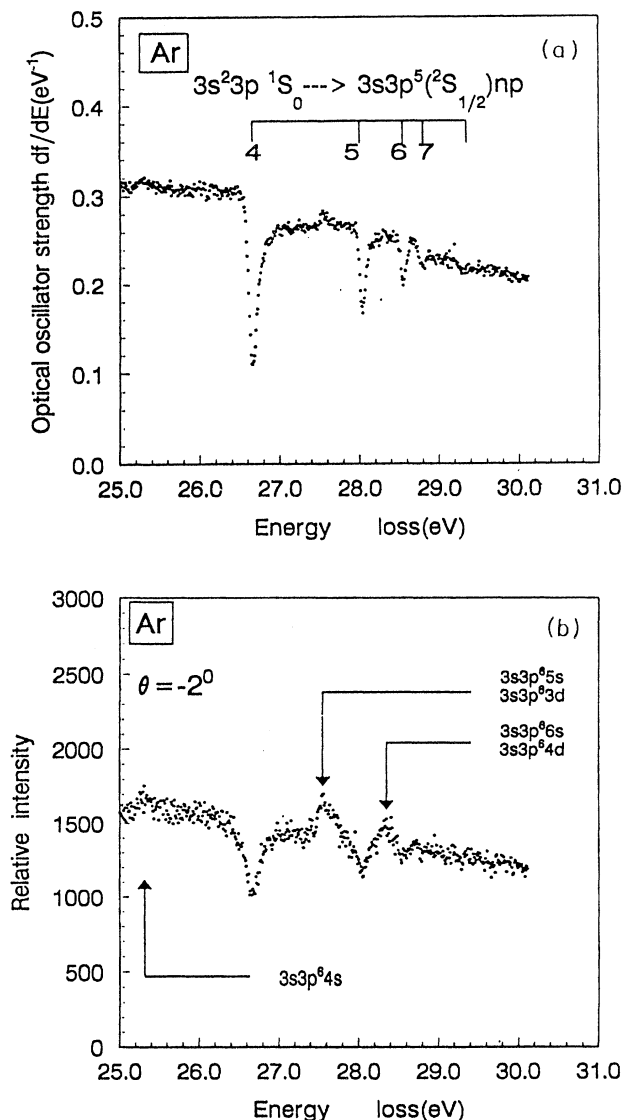 Ar
(a)
3s²3p ¹S₀---> 3s3p⁵(²S₁/₂)np
4 5 6 7
Optical oscillator strength df/dE(eV⁻¹)
0.5
0.4
0.3
0.2
0.1
0.0
25.0 26.0 27.0 28.0 29.0 30.0 31.0
Energy loss(eV)
Ar
(b)
θ = -2⁰
3s3p⁶5s
3s3p⁶3d
3s3p⁶6s
3s3p⁶4d
3s3p⁶4s
Relative intensity
3000
2500
2000
1500
1000
500
0
25.0 26.0 27.0 28.0 29.0 30.0 31.0
Energy loss(eV)